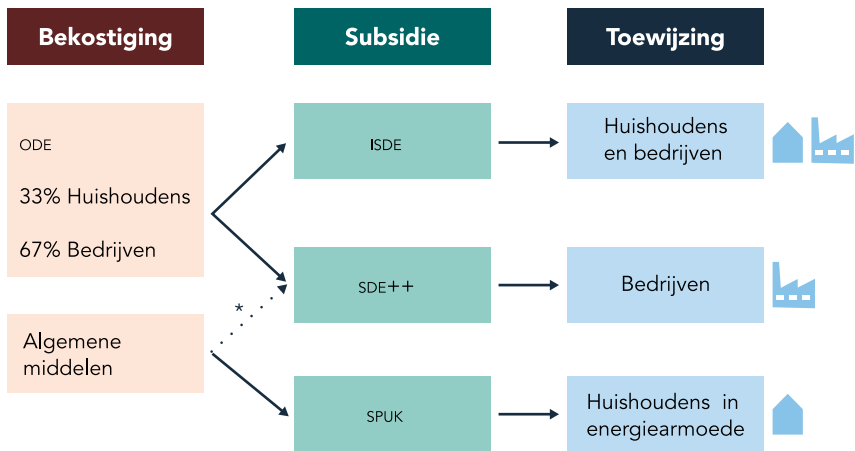 Bekostiging
Subsidie
Toewijzing
ODE
33% Huishoudens
67% Bedrijven
Algemene
middelen
*
ISDE
SDE++
SPUK
Huishoudens
en bedrijven
Bedrijven
Huishoudens in
energiearmoede